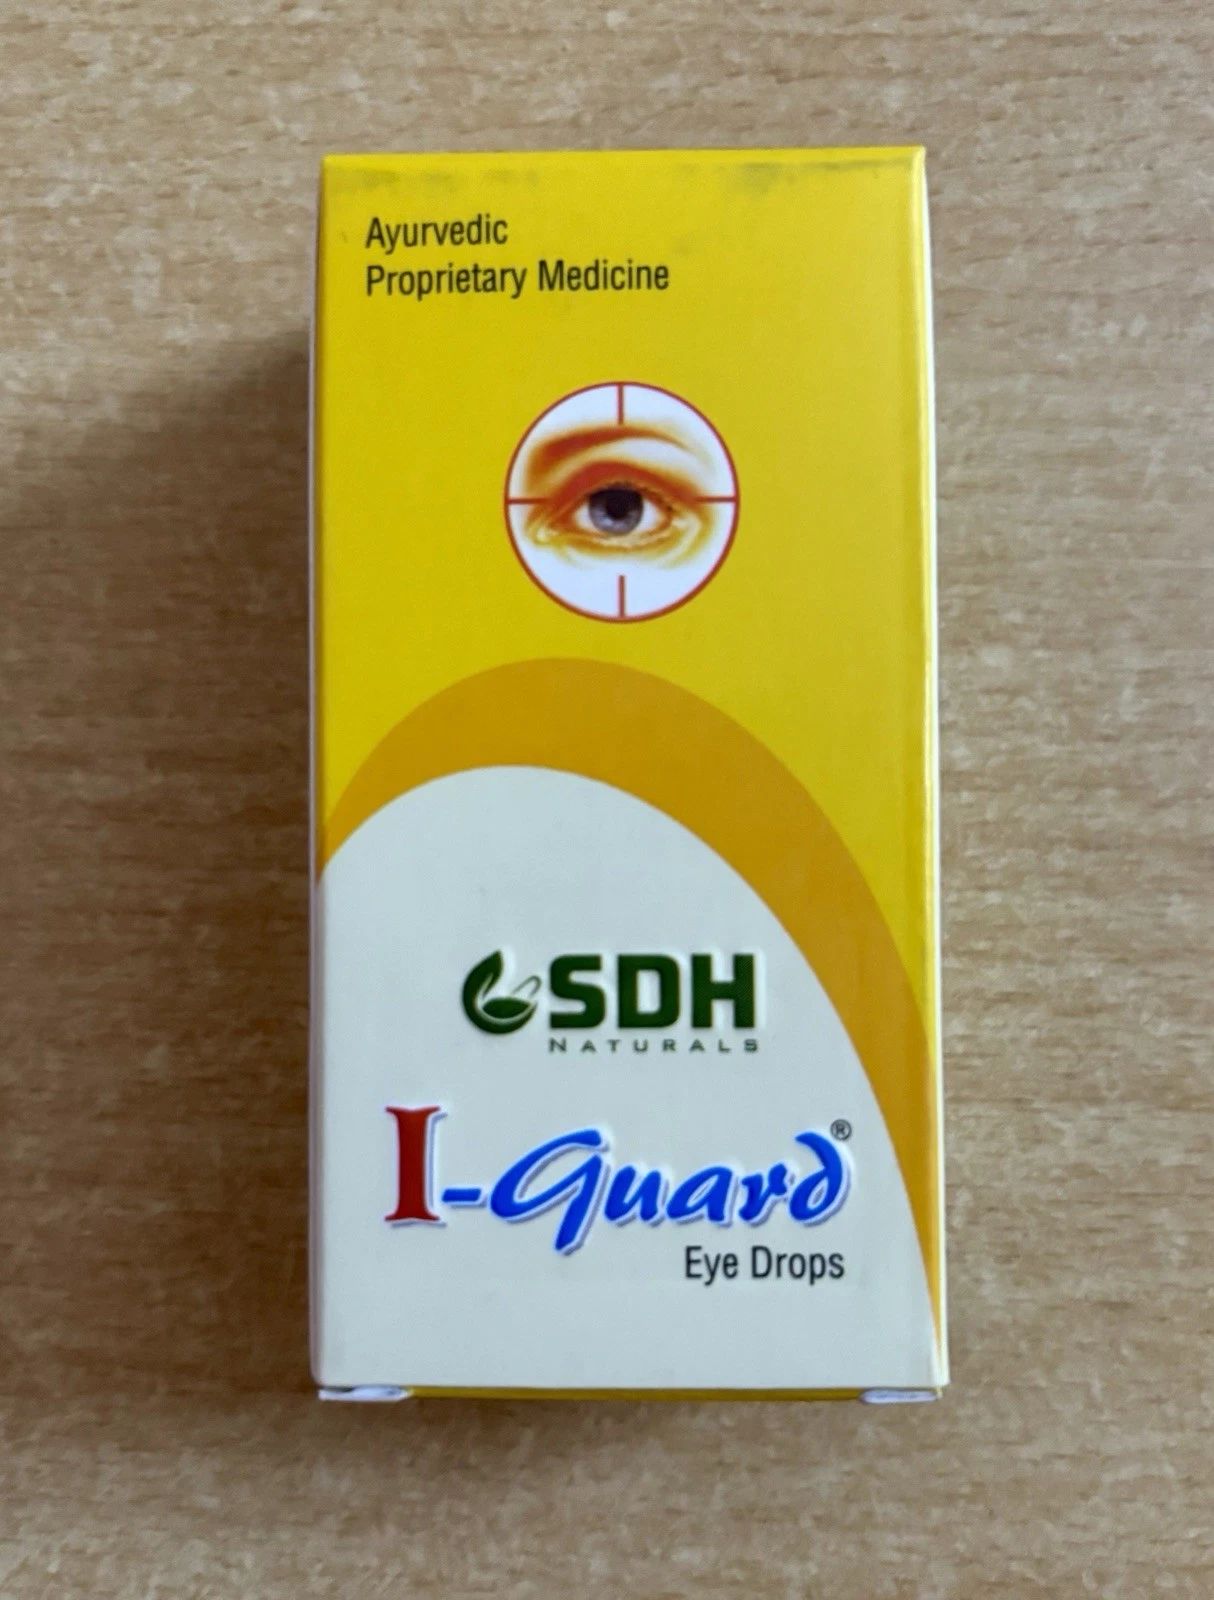 Ayurvedic
Proprietary Medicine
SDH
NATURALS
I-Guard®
Eye Drops